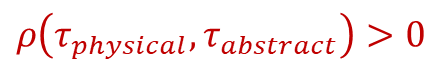 ρ(τ_physical, τ_abstract) > 0